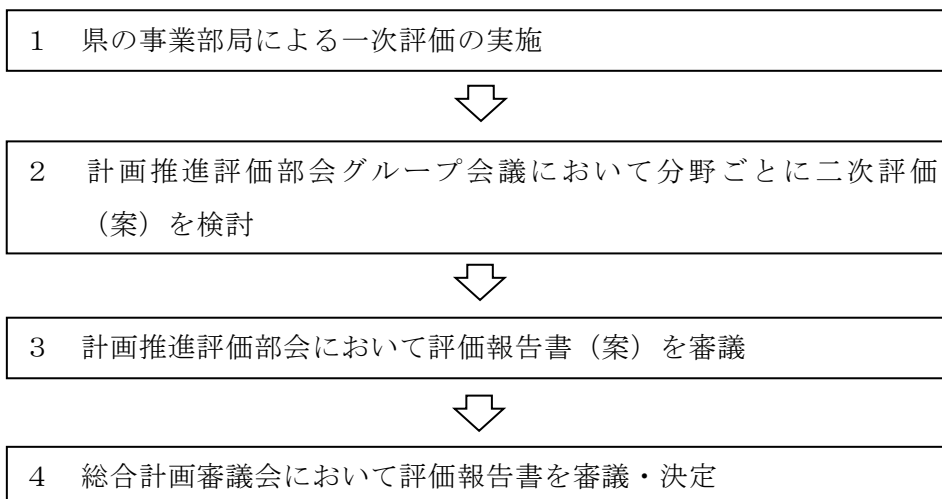 1　県の事業部局による一次評価の実施
2　計画推進評価部会グループ会議において分野ごとに二次評価
（案）を検討
3　計画推進評価部会において評価報告書（案）を審議
4　総合計画審議会において評価報告書を審議・決定